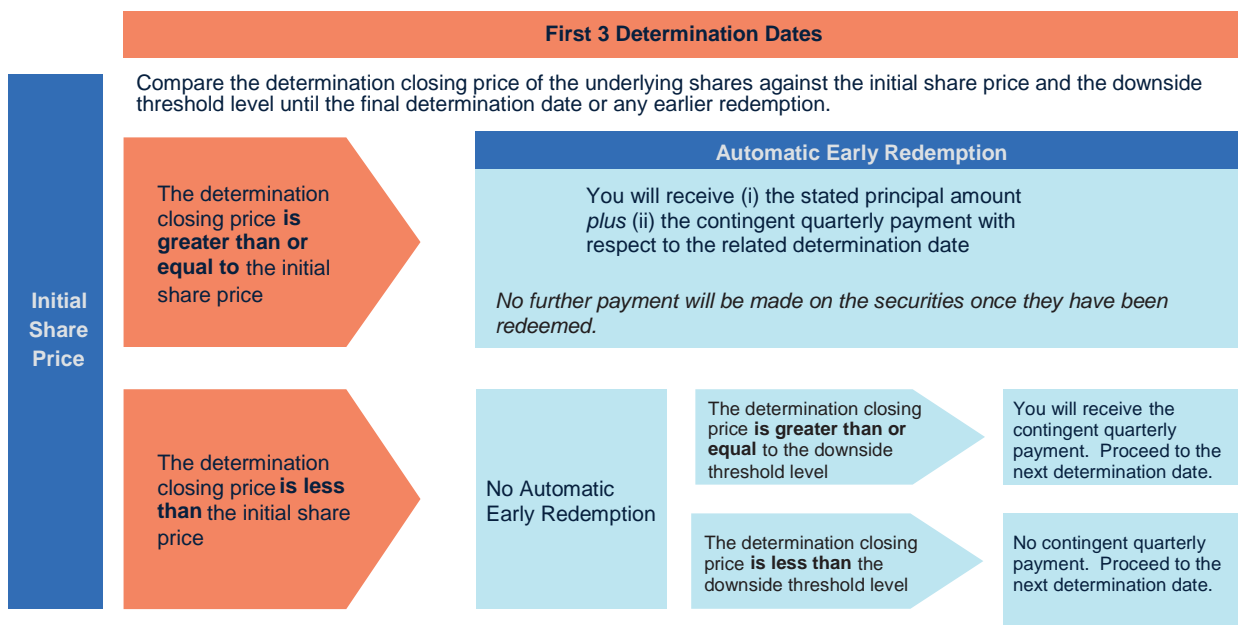 First 3 Determination Dates
Compare the determination closing price of the underlying shares against the initial share price and the downside
threshold level until the final determination date or any earlier redemption.
Initial
Share
Price
The determination
closing price is
greater than or
equal to the initial
share price
Automatic Early Redemption
You will receive (i) the stated principal amount
plus (ii) the contingent quarterly payment with
respect to the related determination date
No further payment will be made on the securities once they have been
redeemed.
The determination
closing price is less
than the initial share
price
No Automatic
Early Redemption
The determination closing
price is greater than or
equal to the downside
threshold level
You will receive the
contingent quarterly
payment. Proceed to the
next determination date.
The determination closing
price is less than the
downside threshold level
No contingent quarterly
payment. Proceed to the
next determination date.